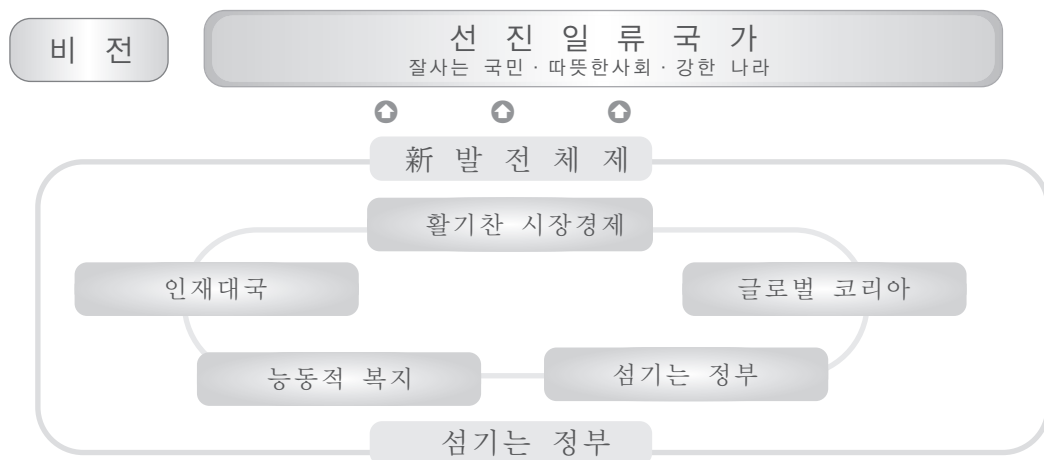 비 전
선 진 일 류 국 가
잘사는 국민 · 따뜻한사회 · 강한 나라
新 발 전 체 제
활기찬 시장경제
인재대국
글로벌 코리아
능동적 복지
섬기는 정부
섬기는 정부